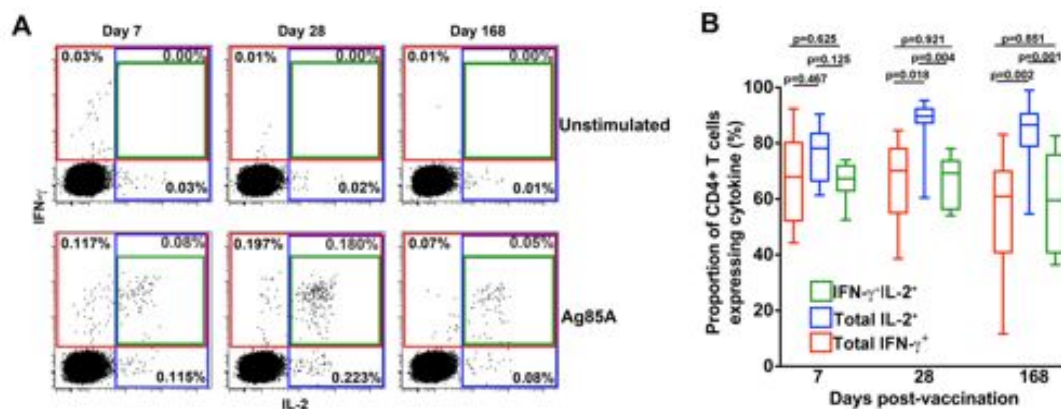 A
Day 7
Day 28
Day 168
0.03%
0.00%
0.01%
0.00%
0.01%
0.00%
Unstimulated
0.03%
0.02%
0.01%
IFN-γ
0.117%
0.08%
0.197%
0.180%
0.07%
0.05%
Ag85A
0.115%
0.223%
0.08%
IL-2
B
p=0.625
p=0.921
p=0.851
p=0.125
p=0.004
p=0.001
p=0.467
p=0.018
p=0.002
Proportion of CD4+ T cells
expressing cytokine (%)
100
80
60
40
20
0
IFN-γ⁺IL-2⁺
Total IL-2⁺
Total IFN-γ⁺
7
28
168
Days post-vaccination